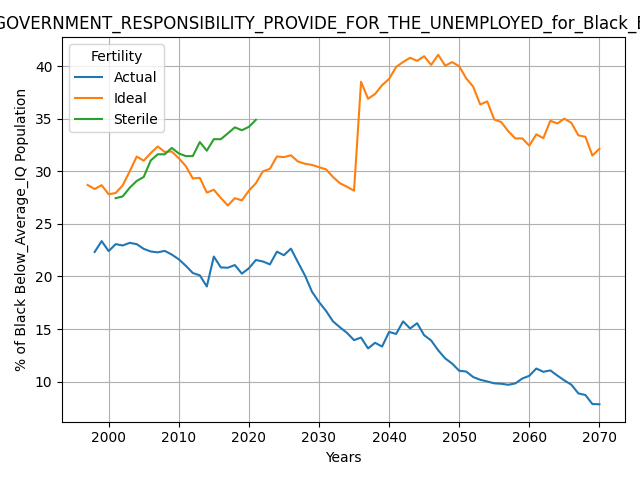 GOVERNMENT_RESPONSIBILITY_PROVIDE_FOR_THE_UNEMPLOYED_for_Black_
Fertility
Actual
Ideal
Sterile
% of Black Below_Average_IQ Population
40
35
30
25
20
15
10
2000 2010 2020 2030 2040 2050 2060 2070
Years